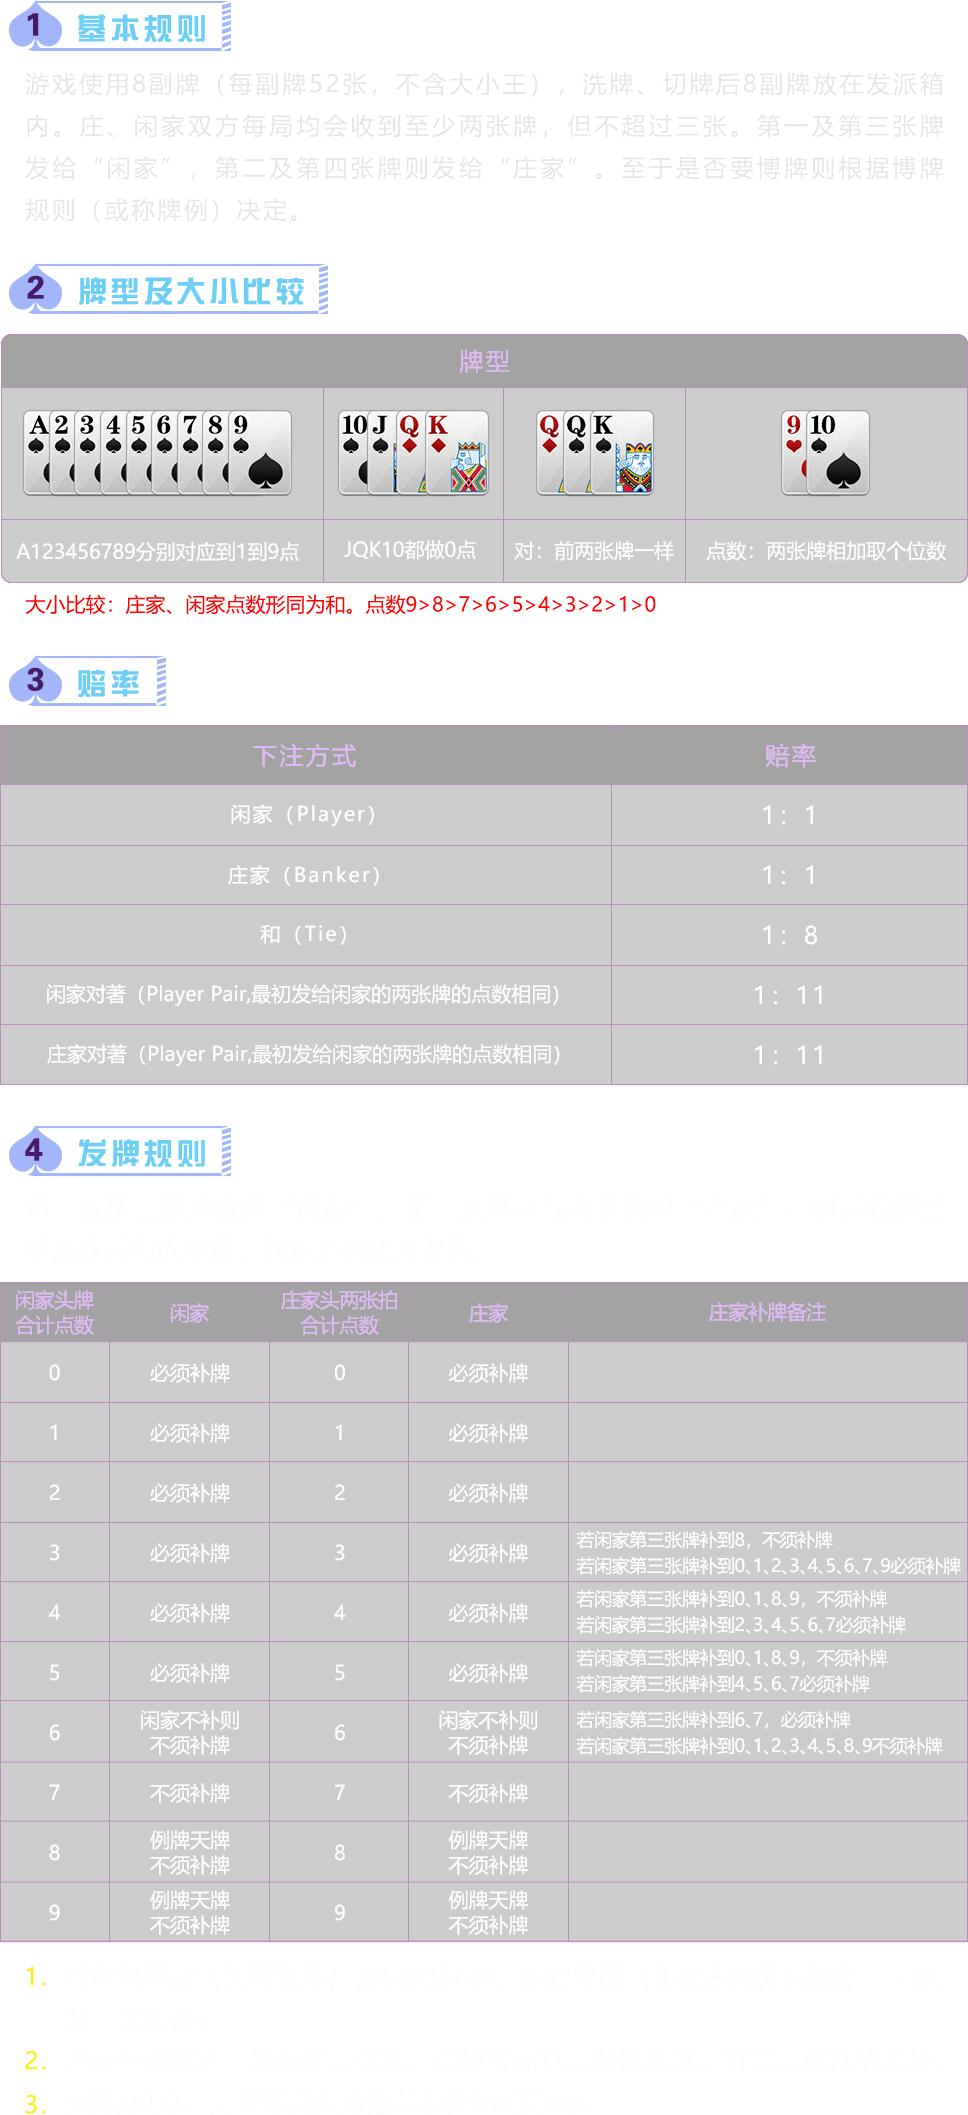 1 基本规则
游戏使用8副牌（每副牌52张，不含大小王），洗牌、切牌后8副牌放在发派箱
内。庄、闲家双方每局均会收到至少两张牌，但不超过三张。第一及第三张牌
发给“闲家”，第二及第四张牌则发给“庄家”。至于是否要博牌则根据博牌
规则（或称牌例）决定。
2 牌型及大小比较
牌型
A 2 3 4 5 6 7 8 9 10 J Q K Q Q K 9 10
A123456789分别对应到1到9点 JQK10都做0点 对：前两张牌一样 点数：两张牌相加取个位数
大小比较：庄家、闲家点数形同为和。点数9>8>7>6>5>4>3>2>1>0
3 赔率
下注方式 赔率
闲家（Player） 1：1
庄家（Banker） 1：1
和（Tie） 1：8
闲家对著（Player Pair,最初发给闲家的两张牌的点数相同） 1：11
庄家对著（Player Pair,最初发给闲家的两张牌的点数相同） 1：11
4 发牌规则
闲家头牌合计点数 闲家 庄家头两张拍合计点数 庄家 庄家补牌备注
0 必须补牌 0 必须补牌
1 必须补牌 1 必须补牌
2 必须补牌 2 必须补牌
3 必须补牌 3 必须补牌 若闲家第三张牌补到8，不须补牌
若闲家第三张牌补到0、1、2、3、4、5、6、7、9必须补牌
4 必须补牌 4 必须补牌 若闲家第三张牌补到0、1、8、9，不须补牌
若闲家第三张牌补到2、3、4、5、6、7必须补牌
5 必须补牌 5 必须补牌 若闲家第三张牌补到0、1、8、9，不须补牌
若闲家第三张牌补到4、5、6、7必须补牌
6 闲家不补则不须补牌 6 闲家不补则不须补牌 若闲家第三张牌补到6、7，必须补牌
若闲家第三张牌补到0、1、2、3、4、5、8、9不须补牌
7 不须补牌 7 不须补牌
8 例牌天牌不须补牌 8 例牌天牌不须补牌
9 例牌天牌不须补牌 9 例牌天牌不须补牌
1.
2.
3.